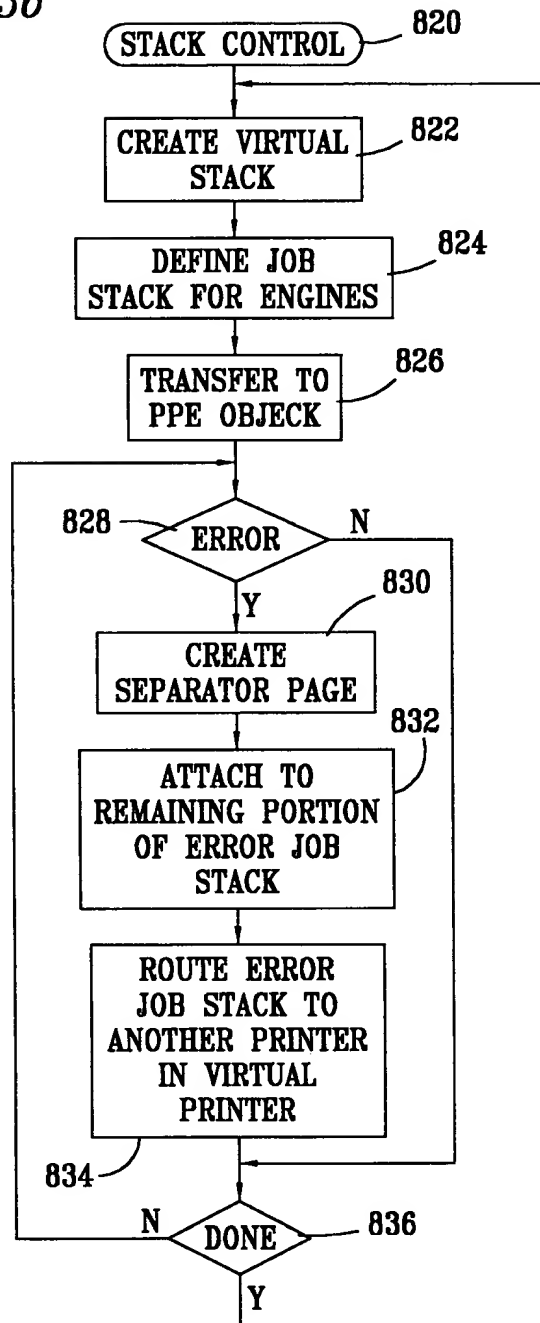 STACK CONTROL
820
CREATE VIRTUAL
STACK
822
DEFINE JOB
STACK FOR ENGINES
824
TRANSFER TO
PPE OBJECK
826
828
ERROR
N
Y
830
CREATE
SEPARATOR PAGE
832
ATTACH TO
REMAINING PORTION
OF ERROR JOB
STACK
ROUTE ERROR
JOB STACK TO
ANOTHER PRINTER
IN VIRTUAL
PRINTER
834
N
DONE
836
Y